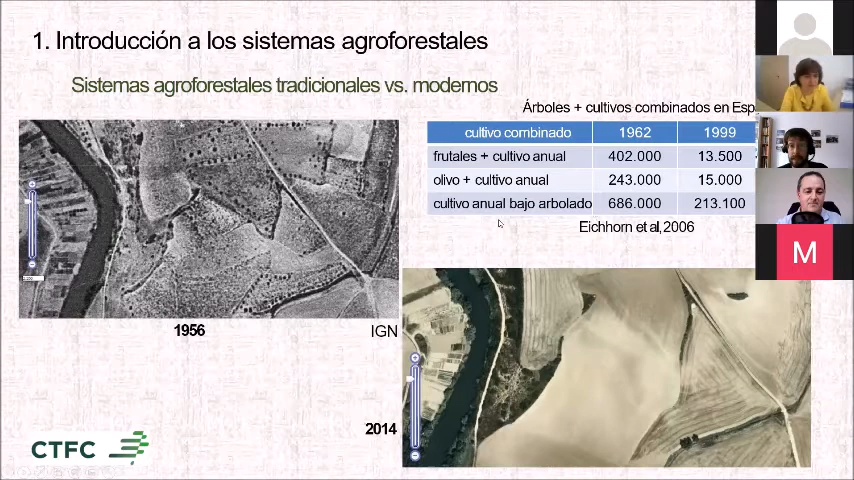 1. Introducción a los sistemas agroforestales
Sistemas agroforestales tradicionales vs. modernos
Árboles + cultivos combinados en Esp
cultivo combinado 1962 1999
frutales + cultivo anual 402.000 13.500
olivo + cultivo anual 243.000 15.000
cultivo anual bajo arbolado 686.000 213.100
Eichhorn et al, 2006
1956
IGN
2014
CTFC
M